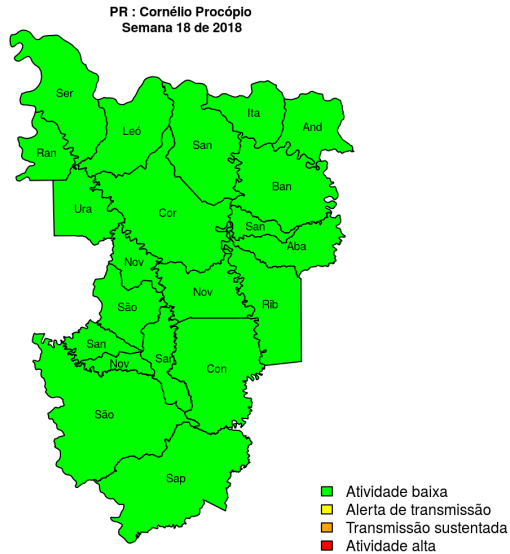 PR : Cornélio Procópio
Semana 18 de 2018
Ser
Ita
Leó
And
San
Ran
Ban
Ura
Cor
San
Aba
Nov
Nov
Rib
São
San
San
Nov
Con
São
Sap
Atividade baixa
Alerta de transmissão
Transmissão sustentada
Atividade alta